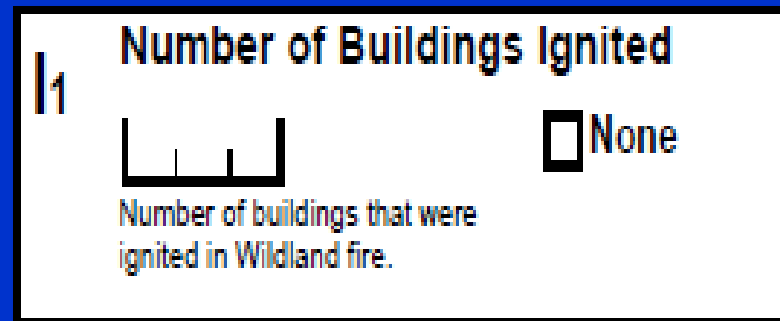 Number of Buildings Ignited
I1
None
Number of buildings that were
ignited in Wildland fire.